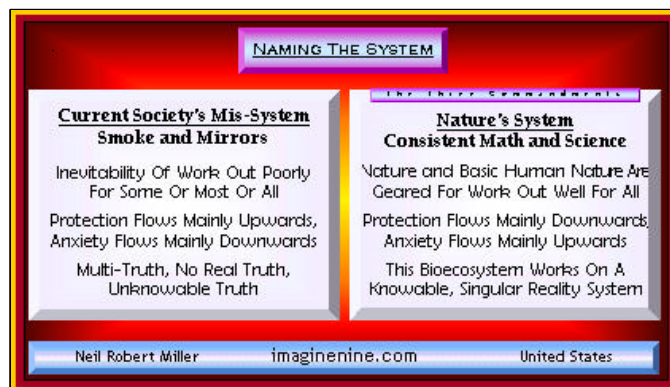 NAMING THE SYSTEM
Current Society's Mis-System
Smoke and Mirrors
Inevitability Of Work Out Poorly
For Some Or Most Or All
Protection Flows Mainly Upwards,
Anxiety Flows Mainly Downwards
Multi-Truth, No Real Truth,
Unknowable Truth
Nature's System
Consistent Math and Science
Nature and Basic Human Nature Are
Geared For Work Out Well For All
Protection Flows Mainly Downwards,
Anxiety Flows Mainly Upwards
This Bioecosystem Works On A
Knowable, Singular Reality System
Neil Robert Miller
imaginenine.com
United States